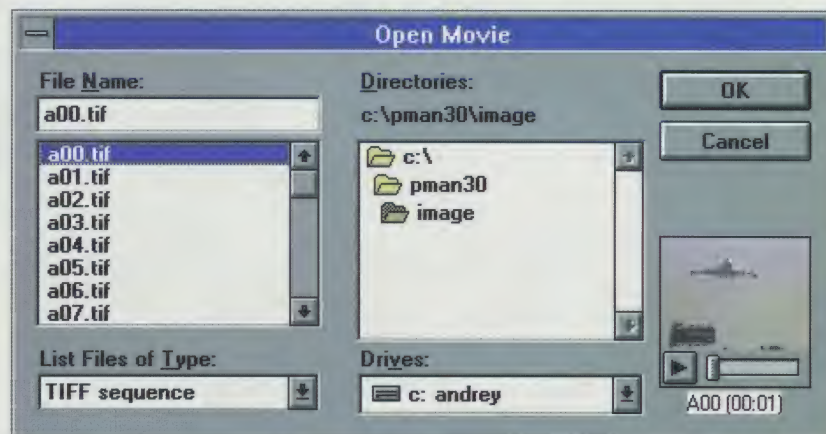 Open Movie
File Name:
a00.tif
a00.tif
a01.tif
a02.tif
a03.tif
a04.tif
a05.tif
a06.tif
a07.tif
List Files of Type:
TIFF sequence
Directories:
c:\pman30\image
c:\
pman30
image
Drives:
c: andrey
OK
Cancel
A00 (00:01)